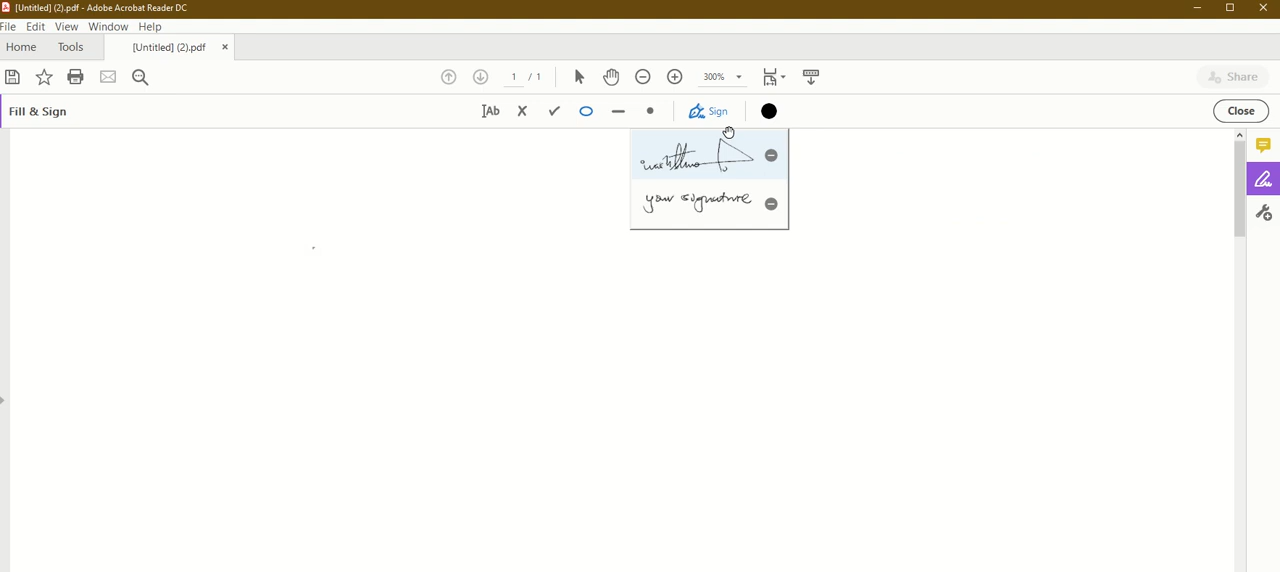 [Untitled] (2).pdf - Adobe Acrobat Reader DC
File Edit View Window Help
Home Tools [Untitled] (2).pdf ×
1 / 1 300% Share
Fill & Sign Ab Sign Close
your signature